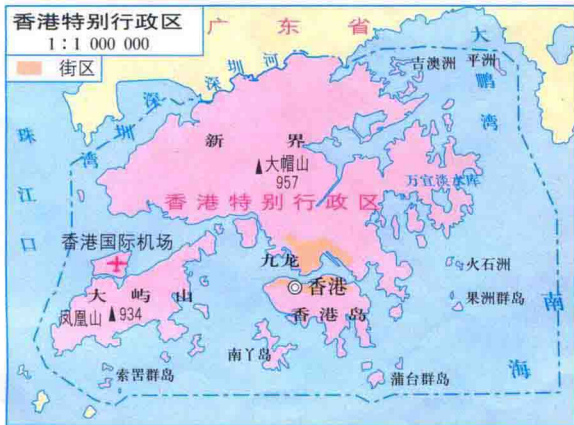 香港特别行政区
1:1 000 000
街区
广东省
大鹏湾
吉澳洲
平洲
深圳河
深圳湾
珠江口
新界
大帽山
957
万宜淡水库
香港特别行政区
香港国际机场
九龙
火石洲
大屿山
香港
果洲群岛
凤凰山
934
香港岛
南海
南丫岛
索罟群岛
蒲台群岛